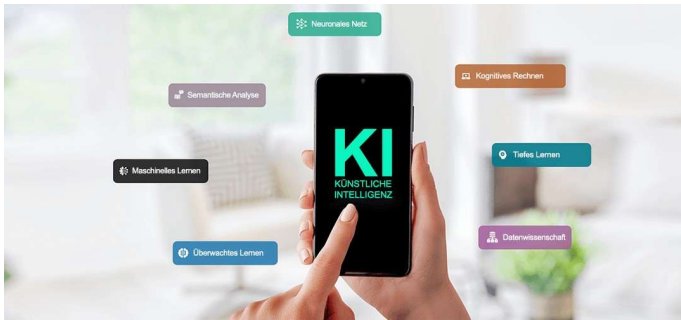 Neuronales Netz
Kognitives Rechnen
Semantische Analyse
KI
KÜNSTLICHE
INTELLIGENZ
Tiefes Lernen
Maschinelles Lernen
Datenwissenschaft
Überwachtes Lernen